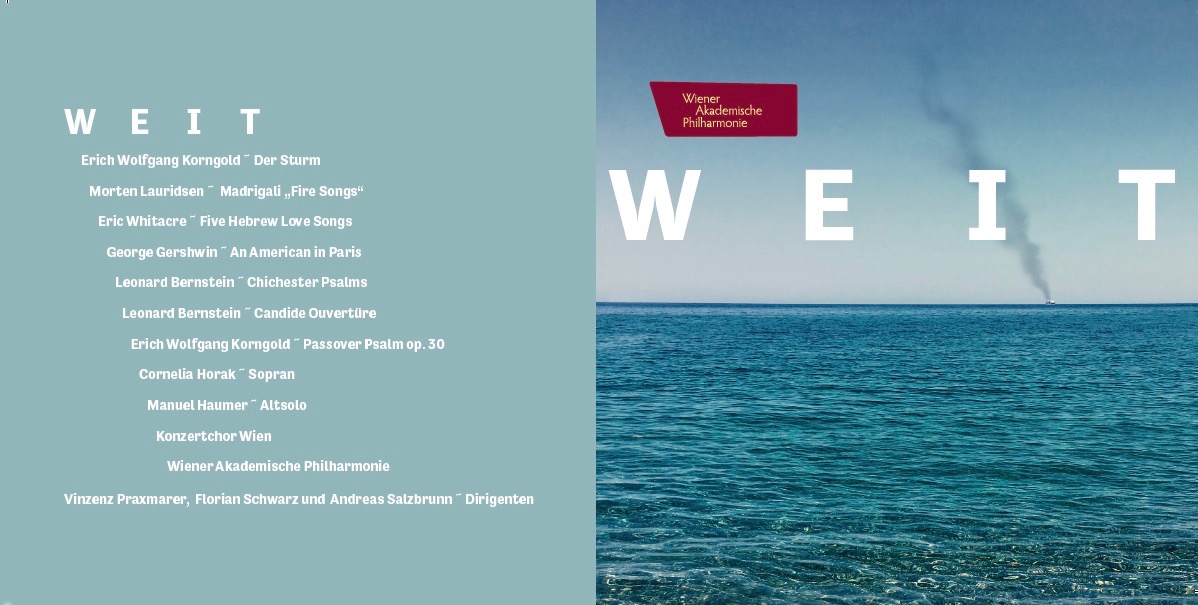 W E I T
Erich Wolfgang Korngold ˜ Der Sturm
Morten Lauridsen ˜ Madrigali „Fire Songs“
Eric Whitacre ˜ Five Hebrew Love Songs
George Gershwin ˜ An American in Paris
Leonard Bernstein ˜ Chichester Psalms
Leonard Bernstein ˜ Candide Ouvertüre
Erich Wolfgang Korngold ˜ Passover Psalm op. 30
Cornelia Horak ˜ Sopran
Manuel Haumer ˜ Altsolo
Konzertchor Wien
Wiener Akademische Philharmonie
Vinzenz Praxmarer, Florian Schwarz und Andreas Salzbrunn ˜ Dirigenten
Wiener
Akademische
Philharmonie
W E I T